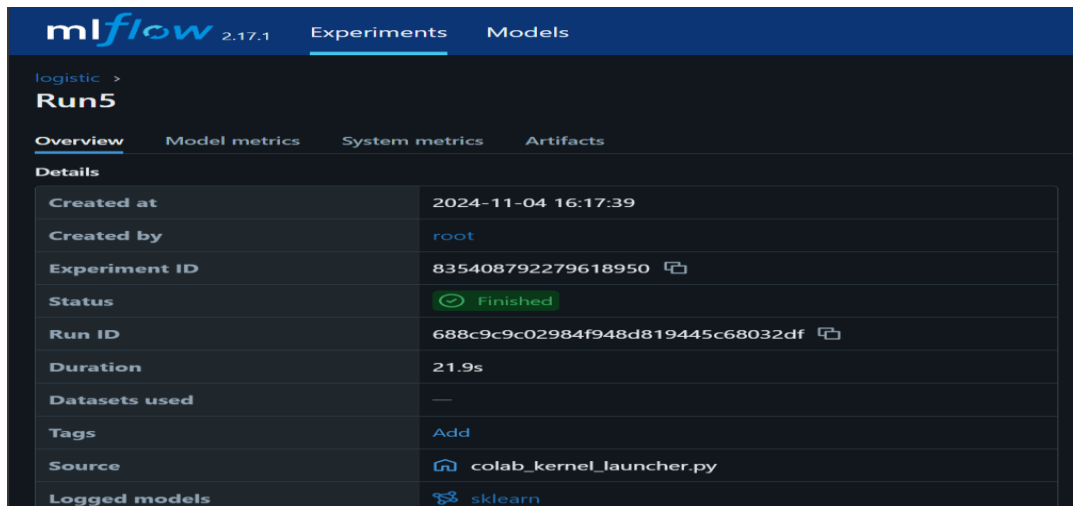 mlflow 2.17.1 Experiments Models
logistic >
Run5
Overview Model metrics System metrics Artifacts
Details
Created at 2024-11-04 16:17:39
Created by root
Experiment ID 835408792279618950
Status Finished
Run ID 688c9c9c02984f948d819445c68032df
Duration 21.9s
Datasets used —
Tags Add
Source colab_kernel_launcher.py
Logged models sklearn